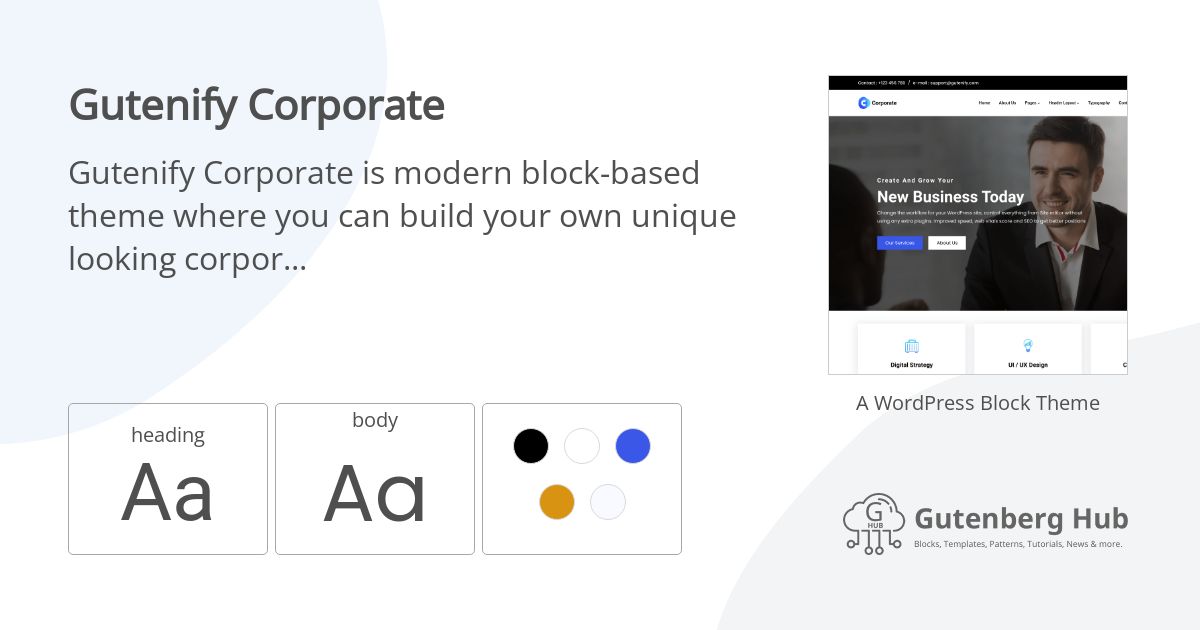 Gutenify Corporate
Gutenify Corporate is modern block-based
theme where you can build your own unique
looking corpor...
heading
Aa
body
Aa
Contact : +123 456 789 / e-mail : support@gutenify.com
Corporate
Home About Us Pages Header Layout Typography Con
Create And Grow Your
New Business Today
Change the workflow for your WordPress site, control everything from Site editor without
using any extra plugins. Improved speed, web vitals score and SEO to get better positions
Our Services
About Us
Digital Strategy
UI / UX Design
C
A WordPress Block Theme
G
HUB
Gutenberg Hub
Blocks, Templates, Patterns, Tutorials, News & more.